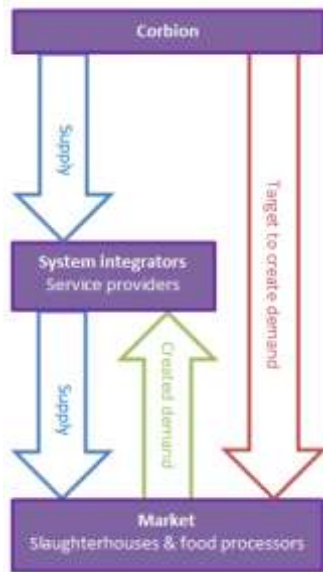 Corbion
Supply
Target to create demand
System integrators
Service providers
Supply
Created demand
Market
Slaughterhouses & food processors